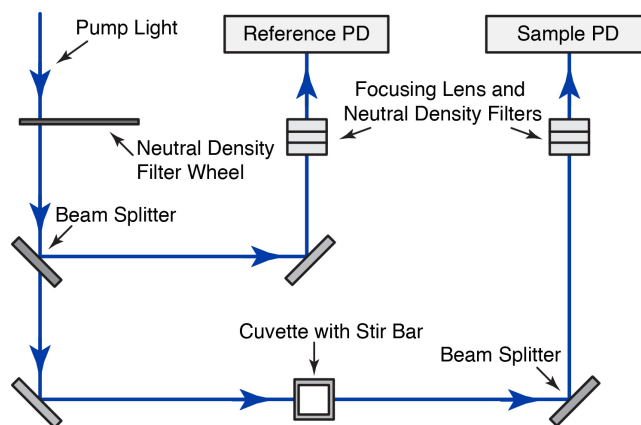 Pump Light
Reference PD
Sample PD
Focusing Lens and
Neutral Density Filters
Neutral Density
Filter Wheel
Beam Splitter
Cuvette with Stir Bar
Beam Splitter